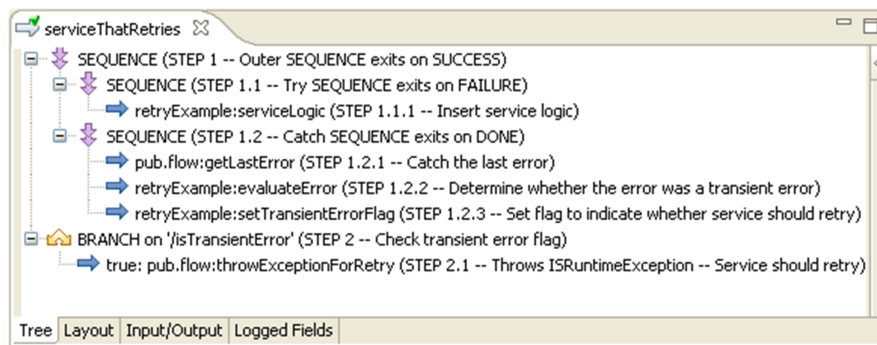 serviceThatRetries
SEQUENCE (STEP 1 -- Outer SEQUENCE exits on SUCCESS)
SEQUENCE (STEP 1.1 -- Try SEQUENCE exits on FAILURE)
retryExample:serviceLogic (STEP 1.1.1 -- Insert service logic)
SEQUENCE (STEP 1.2 -- Catch SEQUENCE exits on DONE)
pub.flow:getLastError (STEP 1.2.1 -- Catch the last error)
retryExample:evaluateError (STEP 1.2.2 -- Determine whether the error was a transient error)
retryExample:setTransientErrorFlag (STEP 1.2.3 -- Set flag to indicate whether service should retry)
BRANCH on '/isTransientError' (STEP 2 -- Check transient error flag)
true: pub.flow:throwExceptionForRetry (STEP 2.1 -- Throws ISRuntimeException -- Service should retry)
Tree Layout Input/Output Logged Fields